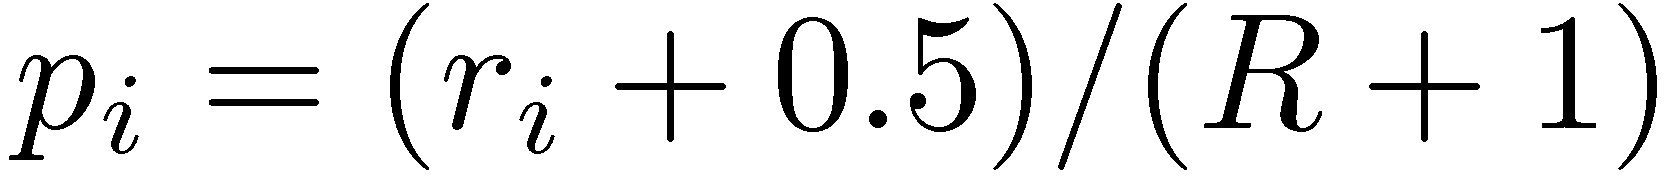 p_i = (r_i + 0.5)/(R + 1)